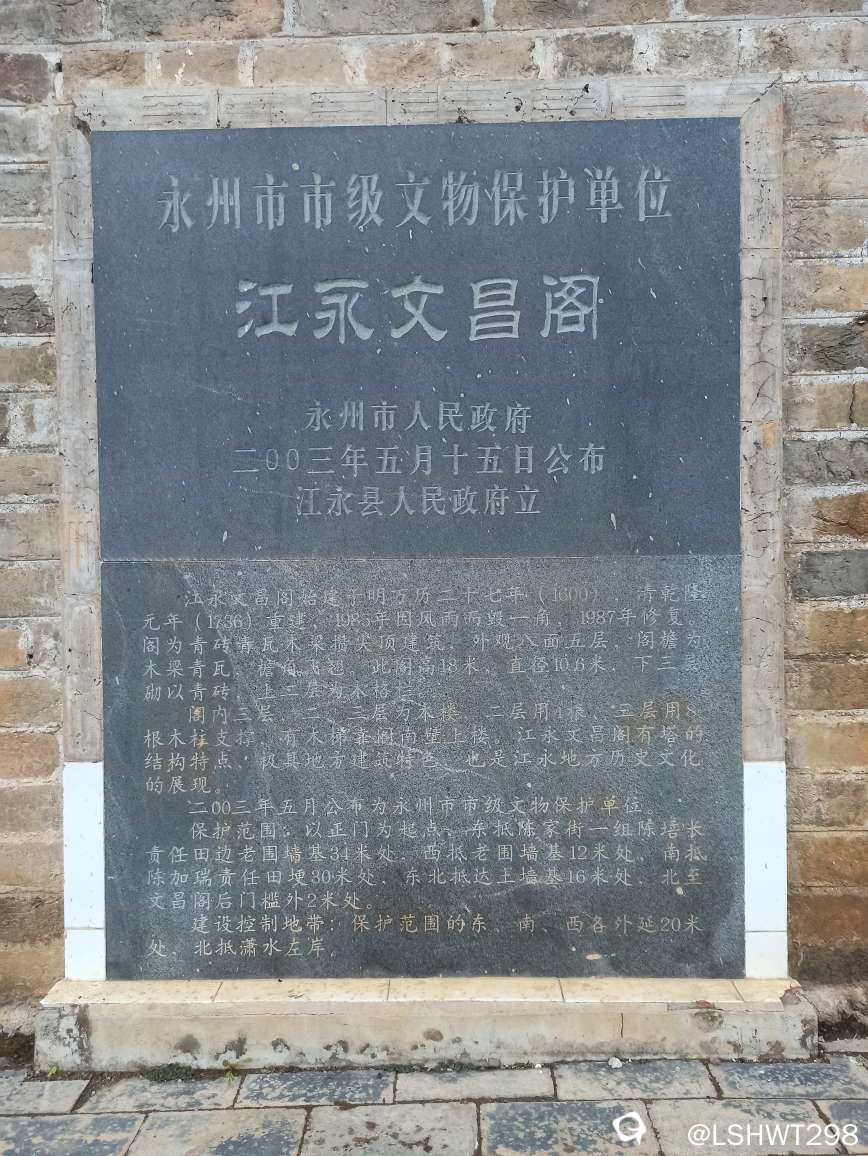 永州市市级文物保护单位
江永文昌阁
永州市人民政府
二00三年五月十五日公布
江永县人民政府立
江永文昌阁始建于明万历二十七年(1600)，清乾隆
元年(1736)重建，1985年因风雨而毁一角，1987年修复。
阁为青砖青瓦木梁攒尖顶建筑，外观八面五层，阁檐为
木梁青瓦，檐角飞翘。此阁高18米，直径10.6米，下三层
砌以青砖，上二层为木格栏。
阁内三层，二、三层为木楼，二层用4根、三层用8
根木柱支撑，有木梯靠阁南壁上楼。江永文昌阁有塔的
结构特点，极具地方建筑特色，也是江永地方历史文化
的展现。
二00三年五月公布为永州市市级文物保护单位
保护范围：以正门为起点，东抵陈家街一组陈培长
责任田边老围墙基34米处，西抵老围墙基12米处，南抵
陈加瑞责任田埂30米处，东北抵达土墙基16米处，北至
文昌阁后门槛外2米处。
建设控制地带：保护范围的东、南、西各外延20米
处、北抵潇水左岸。
@LSHWT298